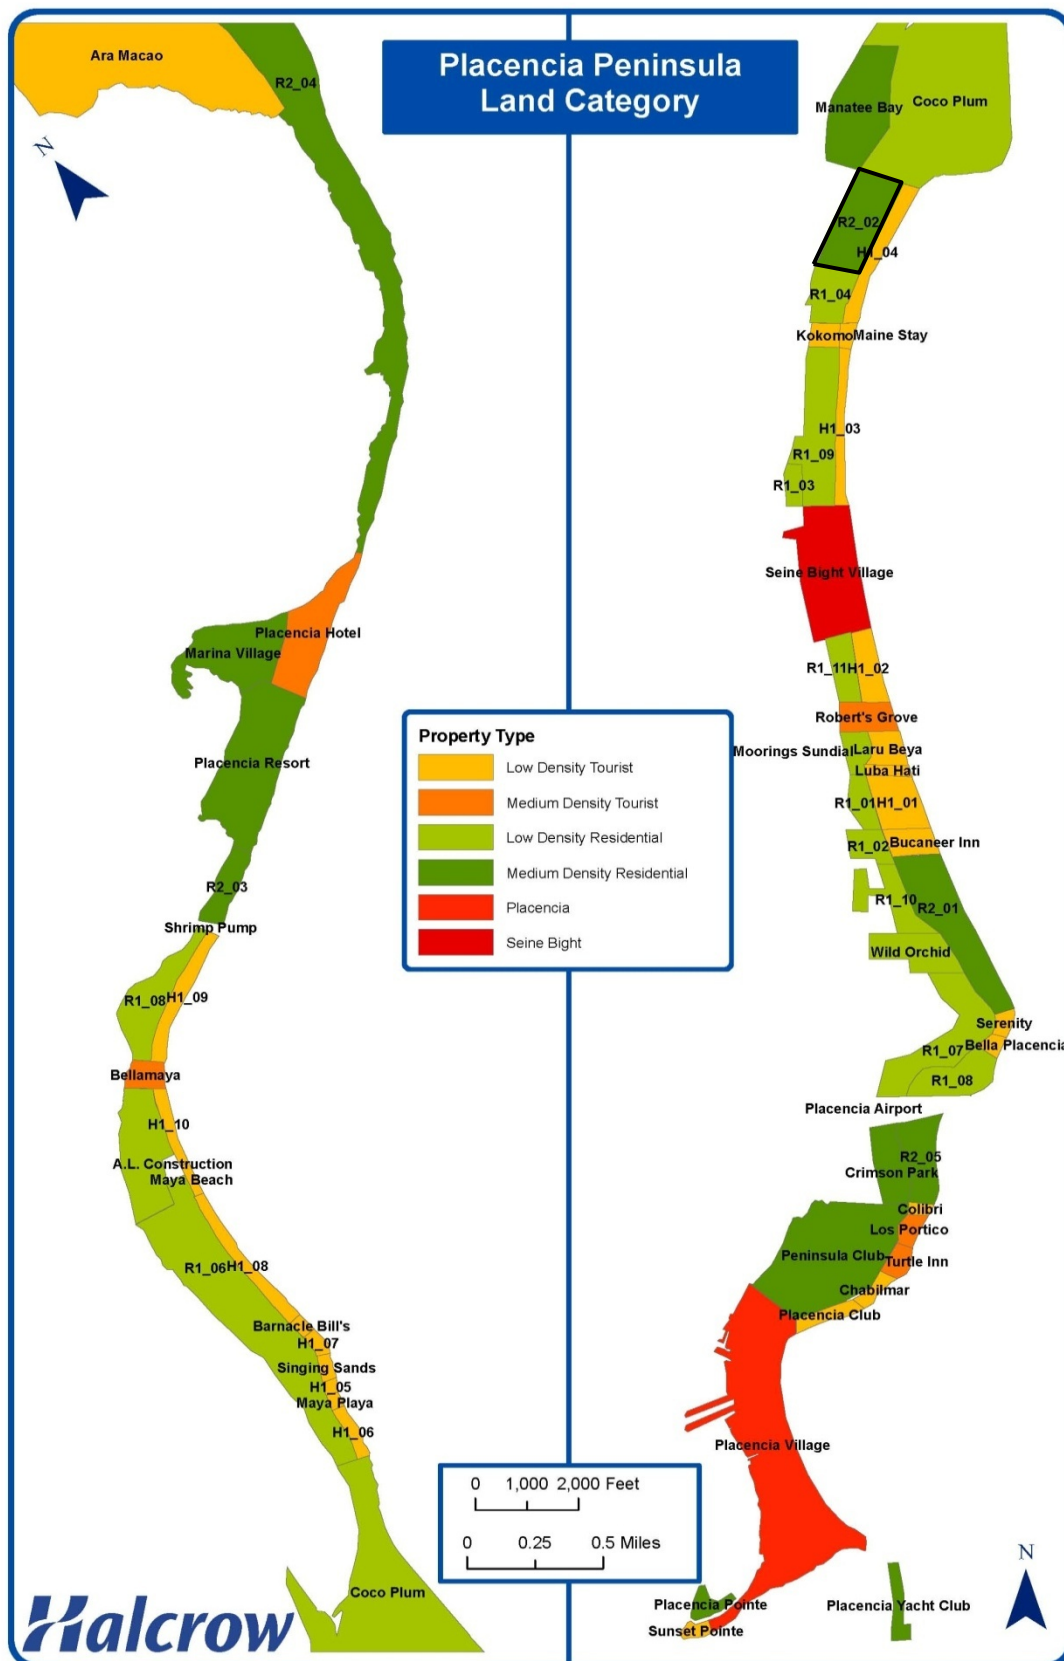 Placencia Peninsula
Land Category
Ara Macao
R2_04
N
Placencia Hotel
Marina Village
Placencia Resort
R2_03
Shrimp Pump
R1_08
H1_09
Bellamaya
H1_10
A.L. Construction
Maya Beach
R1_06
H1_08
Barnacle Bill's
H1_07
Singing Sands
H1_05
Maya Playa
H1_06
Coco Plum
Halcrow
Property Type
Low Density Tourist
Medium Density Tourist
Low Density Residential
Medium Density Residential
Placencia
Seine Bight
0 1,000 2,000 Feet
0 0.25 0.5 Miles
Manatee Bay
Coco Plum
R2_02
H1_04
R1_04
Kokomo
Maine Stay
H1_03
R1_09
R1_03
Seine Bight Village
R1_11
H1_02
Robert's Grove
Moorings Sundial
Laru Beya
Luba Hati
R1_01
H1_01
R1_02
Bucaneer Inn
R1_10
R2_01
Wild Orchid
Serenity
Bella Placencia
R1_07
R1_08
Placencia Airport
R2_05
Crimson Park
Colibri
Los Portico
Peninsula Club
Turtle Inn
Chabilmar
Placencia Club
Placencia Village
Placencia Pointe
Sunset Pointe
Placencia Yacht Club
N